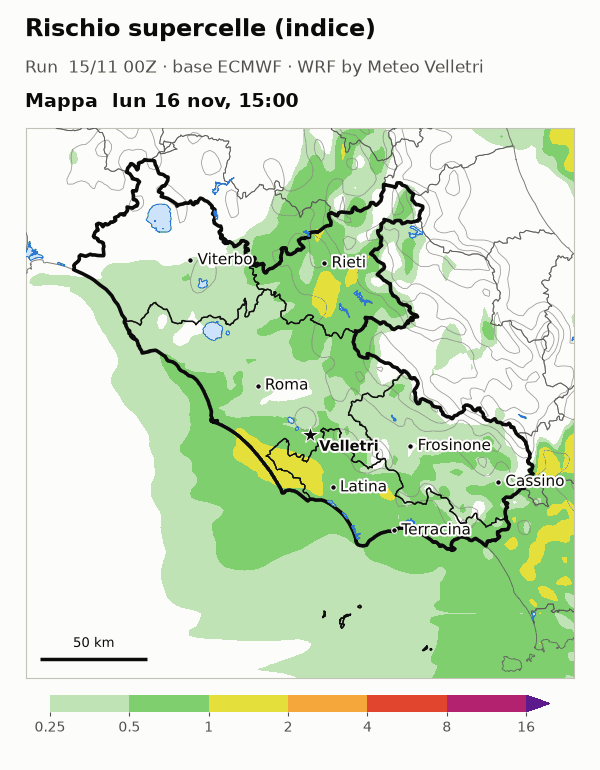 Rischio supercelle (indice)
Run  15/11 00Z · base ECMWF · WRF by Meteo Velletri
Mappa  lun 16 nov, 15:00
Viterbo
Rieti
Roma
Velletri
Frosinone
Cassino
Latina
Terracina
50 km
0.25 0.5 1 2 4 8 16